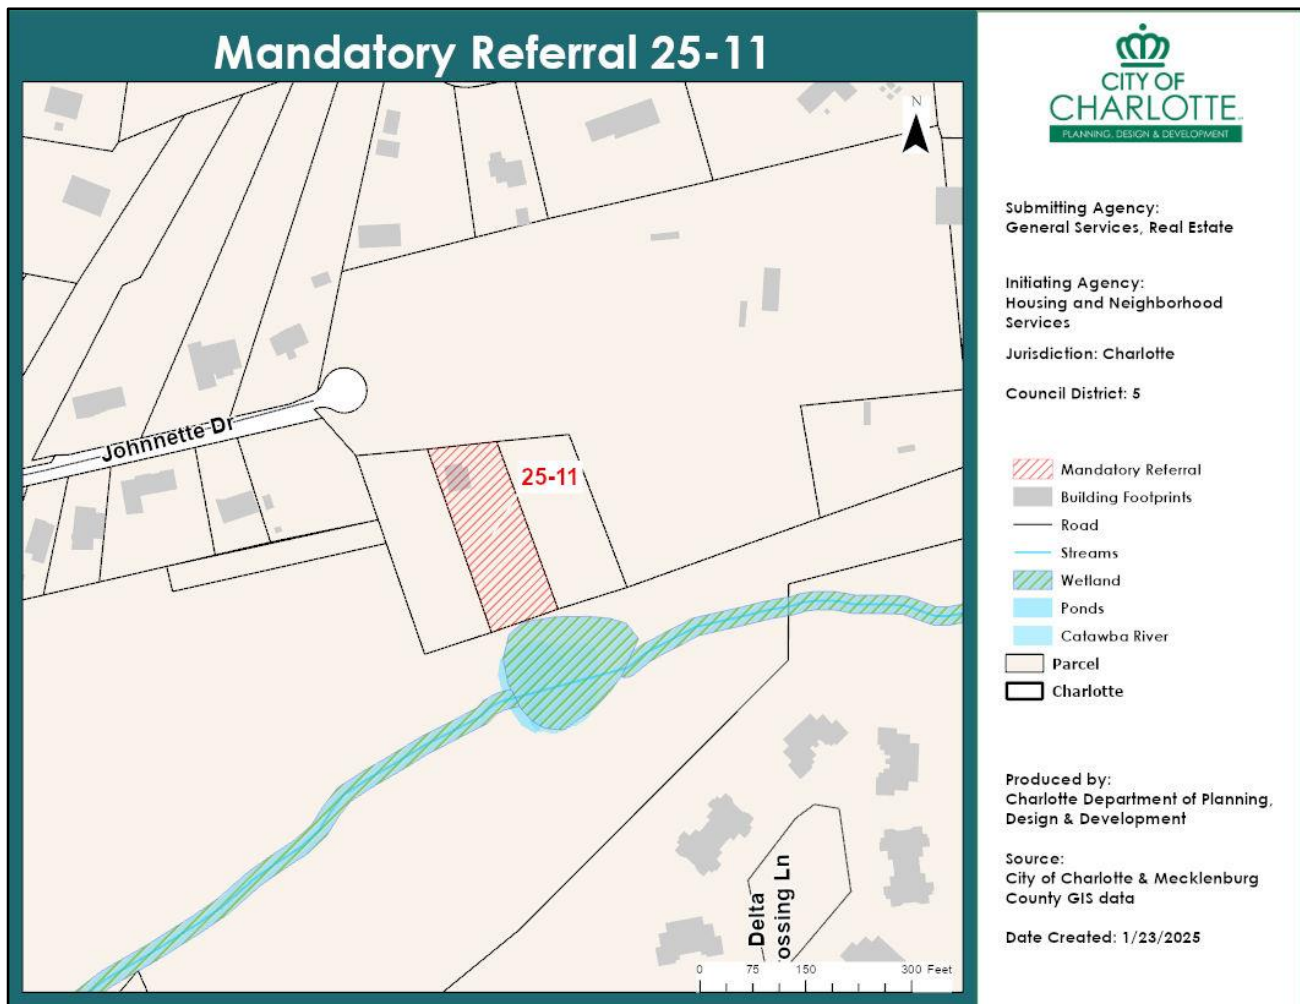 Mandatory Referral 25-11
N
Johnnette Dr
25-11
Delta
ossing Ln
0 75 150 300 Feet
CITY OF
CHARLOTTE
PLANNING, DESIGN & DEVELOPMENT
Submitting Agency:
General Services, Real Estate
Initiating Agency:
Housing and Neighborhood
Services
Jurisdiction: Charlotte
Council District: 5
Mandatory Referral
Building Footprints
Road
Streams
Wetland
Ponds
Catawba River
Parcel
Charlotte
Produced by:
Charlotte Department of Planning,
Design & Development
Source:
City of Charlotte & Mecklenburg
County GIS data
Date Created: 1/23/2025